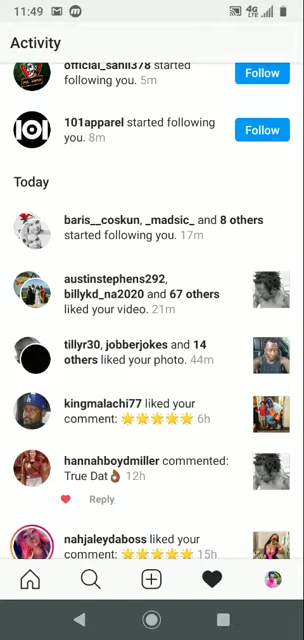 11:49
4G
LTE
Activity
official_sahil378 started
following you. 5m
Follow
101apparel started following
you. 8m
Follow
Today
baris__coskun, _madsic_ and 8 others
started following you. 17m
austinstephens292,
billykd_na2020 and 67 others
liked your video. 21m
tillyr30, jobberjokes and 14
others liked your photo. 44m
kingmalachi77 liked your
comment: 🌟🌟🌟🌟🌟 6h
hannahboydmiller commented:
True Dat👌🏾 12h
Reply
nahjaleydaboss liked your
comment: 🌟🌟🌟🌟🌟 15h